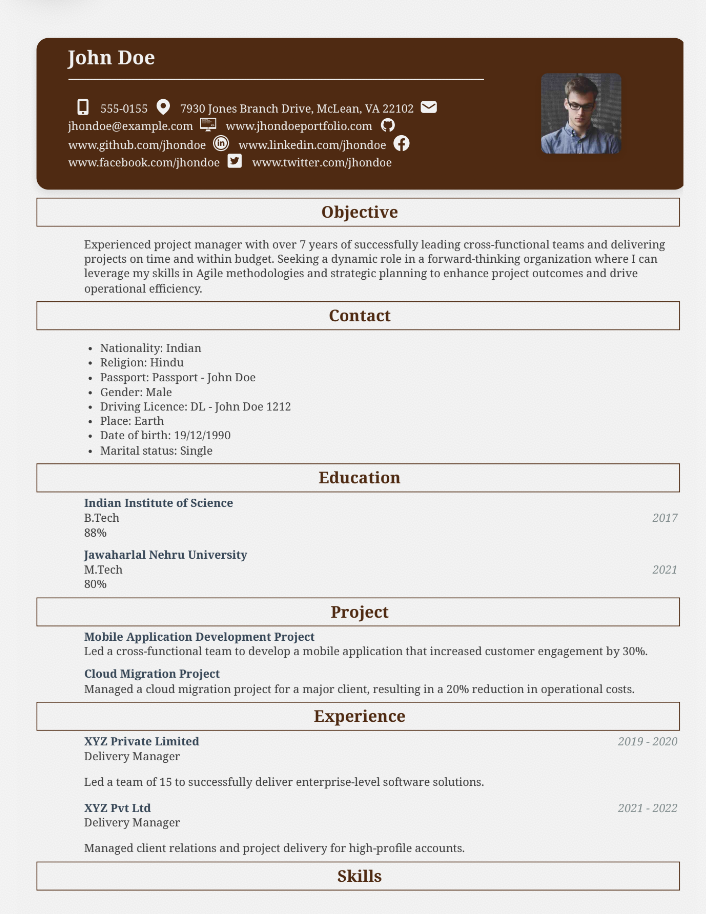 John Doe
555-0155 7930 Jones Branch Drive, McLean, VA 22102
jhondoe@example.com www.jhondoeportfolio.com
www.github.com/jhondoe www.linkedin.com/jhondoe
www.facebook.com/jhondoe www.twitter.com/jhondoe
Objective
Experienced project manager with over 7 years of successfully leading cross-functional teams and delivering
projects on time and within budget. Seeking a dynamic role in a forward-thinking organization where I can
leverage my skills in Agile methodologies and strategic planning to enhance project outcomes and drive
operational efficiency.
Contact
• Nationality: Indian
• Religion: Hindu
• Passport: Passport - John Doe
• Gender: Male
• Driving Licence: DL - John Doe 1212
• Place: Earth
• Date of birth: 19/12/1990
• Marital status: Single
Education
Indian Institute of Science
B.Tech 2017
88%
Jawaharlal Nehru University
M.Tech 2021
80%
Project
Mobile Application Development Project
Led a cross-functional team to develop a mobile application that increased customer engagement by 30%.
Cloud Migration Project
Managed a cloud migration project for a major client, resulting in a 20% reduction in operational costs.
Experience
XYZ Private Limited 2019 - 2020
Delivery Manager
Led a team of 15 to successfully deliver enterprise-level software solutions.
XYZ Pvt Ltd 2021 - 2022
Delivery Manager
Managed client relations and project delivery for high-profile accounts.
Skills